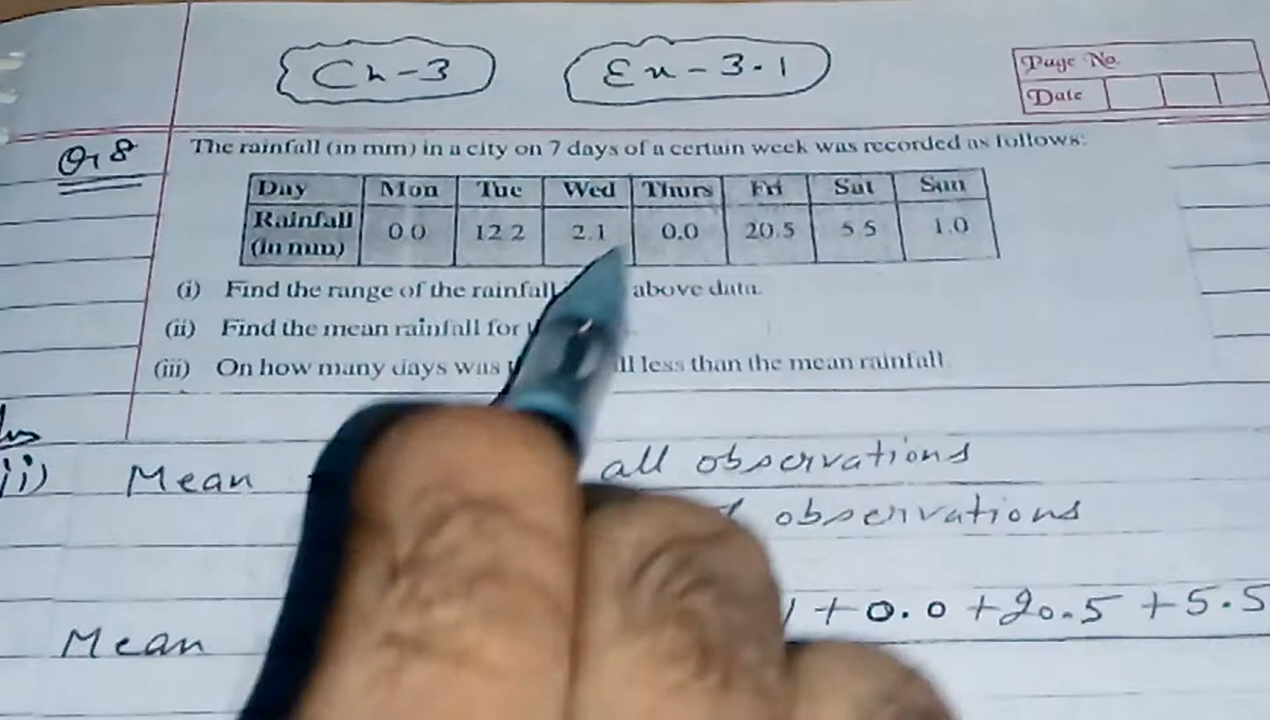 Ch-3 Ex-3.1
Page No.
Date
Q.8 The rainfall (in mm) in a city on 7 days of a certain week was recorded as follows:
Day Mon Tue Wed Thurs Fri Sat Sun
Rainfall (in mm) 0.0 12.2 2.1 0.0 20.5 5.5 1.0
(i) Find the range of the rainfall above data.
(ii) Find the mean rainfall for
(iii) On how many days was less than the mean rainfall.
ii) Mean all observations
observations
Mean + 0.0 + 20.5 + 5.5